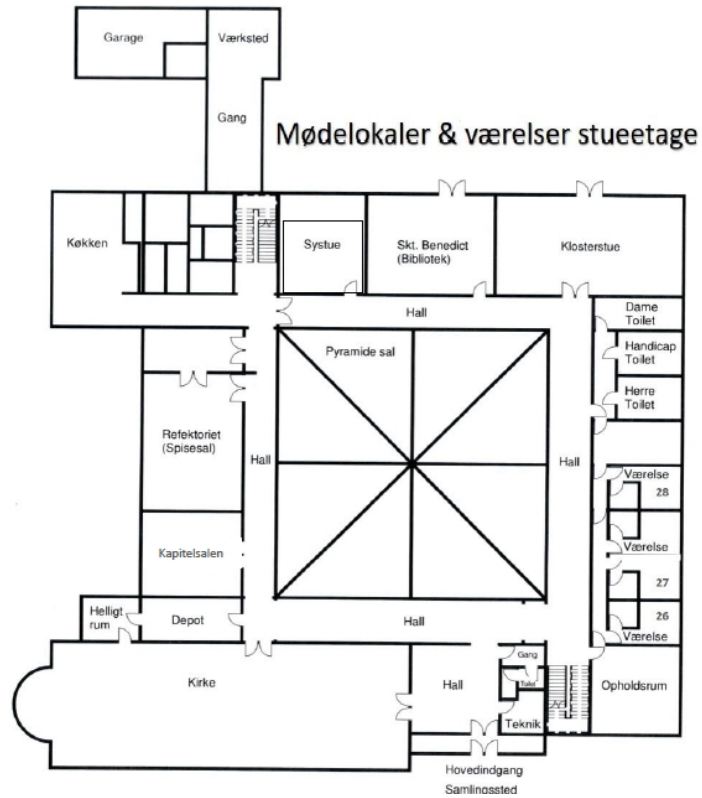 Garage
Værksted
Gang
Mødelokaler & værelser stueetage
Køkken
Systue
Skt. Benedict
(Bibliotek)
Klosterstue
Hall
Dame
Toilet
Pyramide sal
Handicap
Toilet
Herre
Toilet
Refektoriet
(Spisesal)
Hall
Hall
Værelse
28
Kapitelsalen
Værelse
27
Helligt
rum
Depot
Hall
26
Værelse
Gang
Kirke
Hall
Toilet
Opholdsrum
Teknik
Hovedindgang
Samlingssted